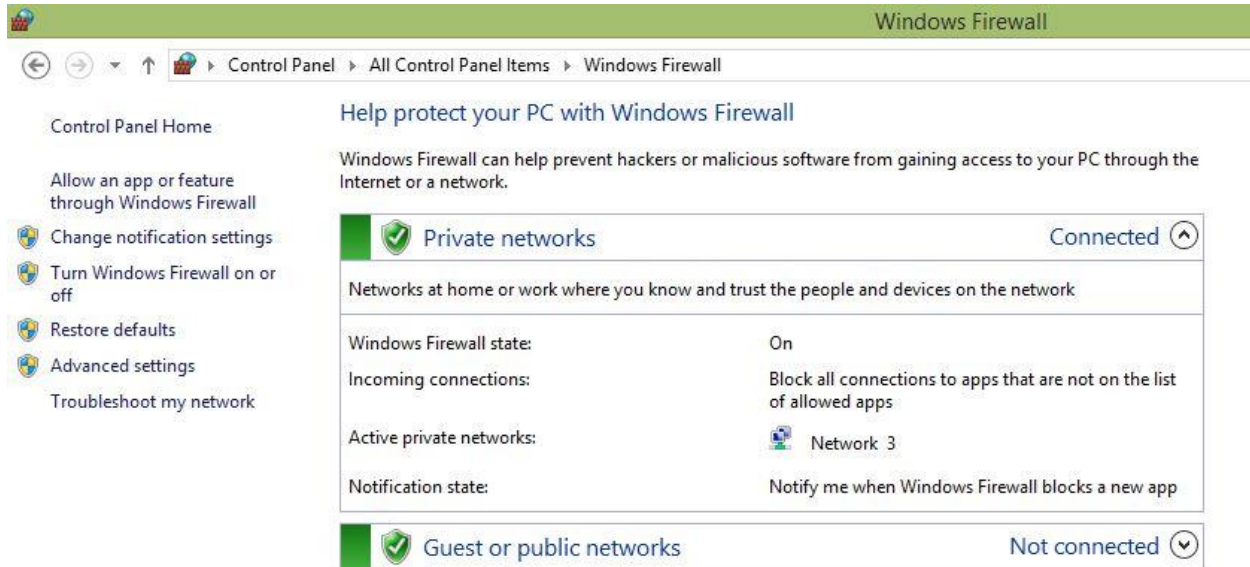 Windows Firewall
Control Panel ▸ All Control Panel Items ▸ Windows Firewall
Control Panel Home
Allow an app or feature
through Windows Firewall
Change notification settings
Turn Windows Firewall on or
off
Restore defaults
Advanced settings
Troubleshoot my network
Help protect your PC with Windows Firewall
Windows Firewall can help prevent hackers or malicious software from gaining access to your PC through the
Internet or a network.
Private networks Connected
Networks at home or work where you know and trust the people and devices on the network
Windows Firewall state: On
Incoming connections: Block all connections to apps that are not on the list
of allowed apps
Active private networks: Network 3
Notification state: Notify me when Windows Firewall blocks a new app
Guest or public networks Not connected